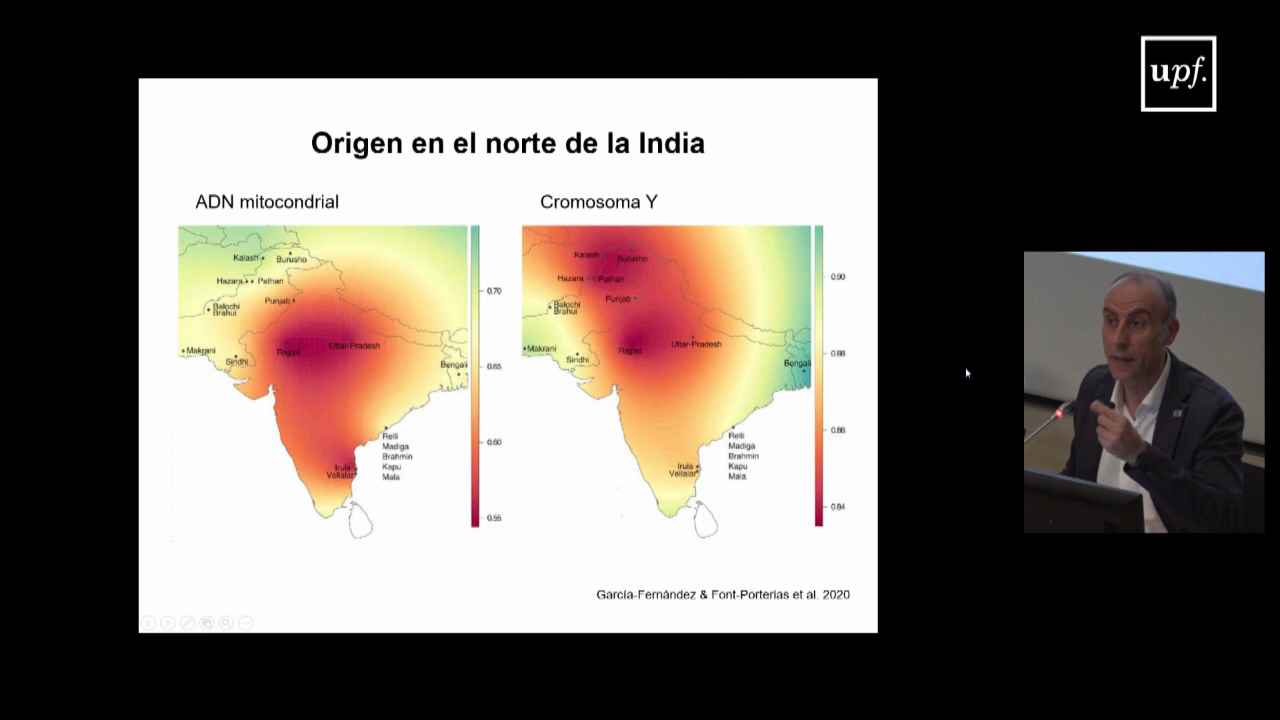 upf.
Origen en el norte de la India
ADN mitocondrial
Cromosoma Y
Kalash
Burusho
Hazara
Pathan
Punjab
Balochi
Brahui
Makrani
Sindhi
Rajput
Uttar-Pradesh
Bengali
Relli
Madiga
Brahmin
Kapu
Mala
Irula
Vellalar
0.70
0.65
0.60
0.55
Kalash
Burusho
Hazara
Pathan
Punjab
Balochi
Brahui
Makrani
Sindhi
Rajput
Uttar-Pradesh
Bengali
Relli
Madiga
Brahmin
Kapu
Mala
Irula
Vellalar
0.90
0.88
0.86
0.84
García-Fernández & Font-Porterias et al. 2020